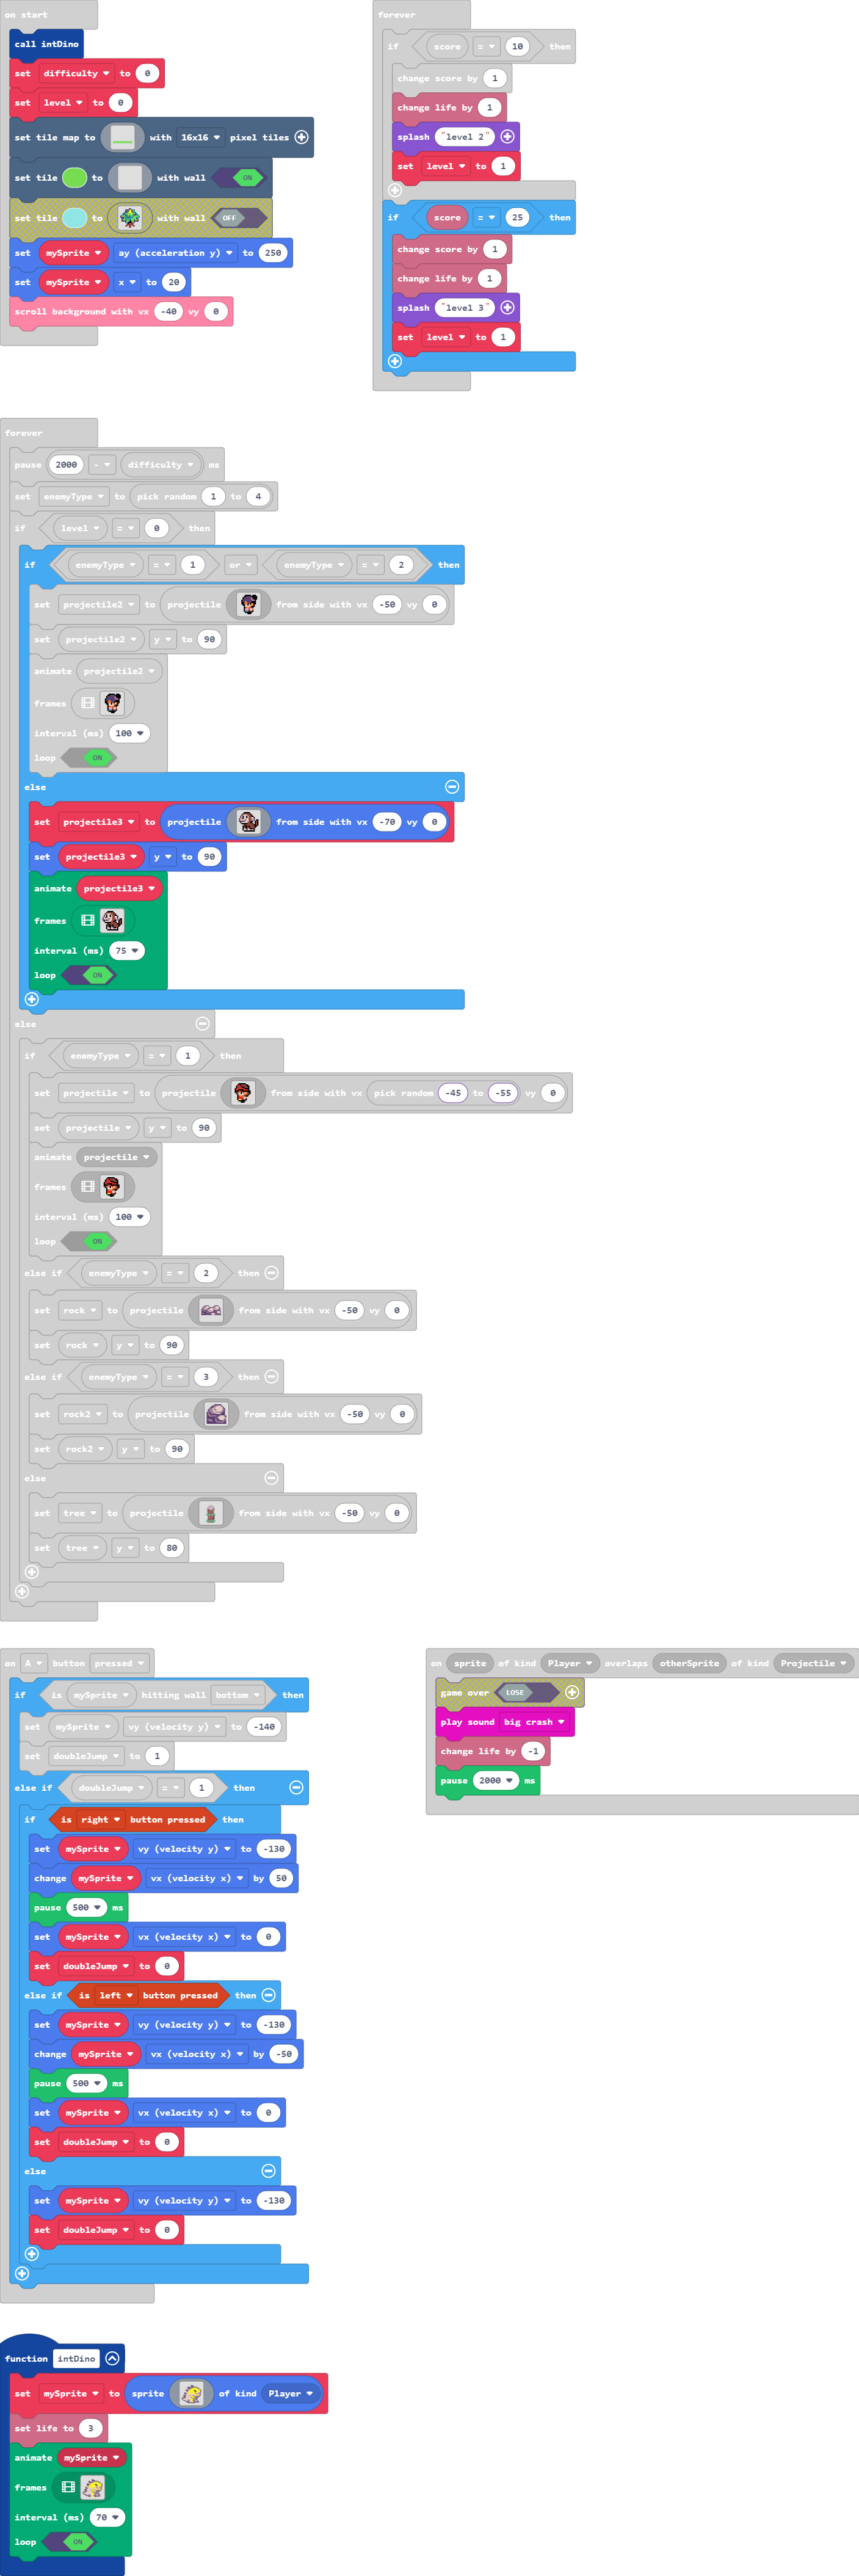 on start
call intDino
set difficulty to 0
set level to 0
set tile map to with 16x16 pixel tiles
set tile to with wall ON
set tile to with wall OFF
set mySprite ay (acceleration y) to 250
set mySprite x to 20
scroll background with vx -40 vy 0
forever
if score = 10 then
change score by 1
change life by 1
splash "level 2"
set level to 1
if score = 25 then
change score by 1
change life by 1
splash "level 3"
set level to 1
forever
pause 2000 - difficulty ms
set enemyType to pick random 1 to 4
if level = 0 then
if enemyType = 1 or enemyType = 2 then
set projectile2 to projectile from side with vx -50 vy 0
set projectile2 y to 90
animate projectile2
frames
interval (ms) 100
loop ON
else
set projectile3 to projectile from side with vx -70 vy 0
set projectile3 y to 90
animate projectile3
frames
interval (ms) 75
loop ON
else
if enemyType = 1 then
set projectile to projectile from side with vx pick random -45 to -55 vy 0
set projectile y to 90
animate projectile
frames
interval (ms) 100
loop ON
else if enemyType = 2 then
set rock to projectile from side with vx -50 vy 0
set rock y to 90
else if enemyType = 3 then
set rock2 to projectile from side with vx -50 vy 0
set rock2 y to 90
else
set tree to projectile from side with vx -50 vy 0
set tree y to 80
on A button pressed
if is mySprite hitting wall bottom then
set mySprite vy (velocity y) to -140
set doubleJump to 1
else if doubleJump = 1 then
if is right button pressed then
set mySprite vy (velocity y) to -130
change mySprite vx (velocity x) by 50
pause 500 ms
set mySprite vx (velocity x) to 0
set doubleJump to 0
else if is left button pressed then
set mySprite vy (velocity y) to -130
change mySprite vx (velocity x) by -50
pause 500 ms
set mySprite vx (velocity x) to 0
set doubleJump to 0
else
set mySprite vy (velocity y) to -130
set doubleJump to 0
on sprite of kind Player overlaps otherSprite of kind Projectile
game over LOSE
play sound big crash
change life by -1
pause 2000 ms
function intDino
set mySprite to sprite of kind Player
set life to 3
animate mySprite
frames
interval (ms) 70
loop ON